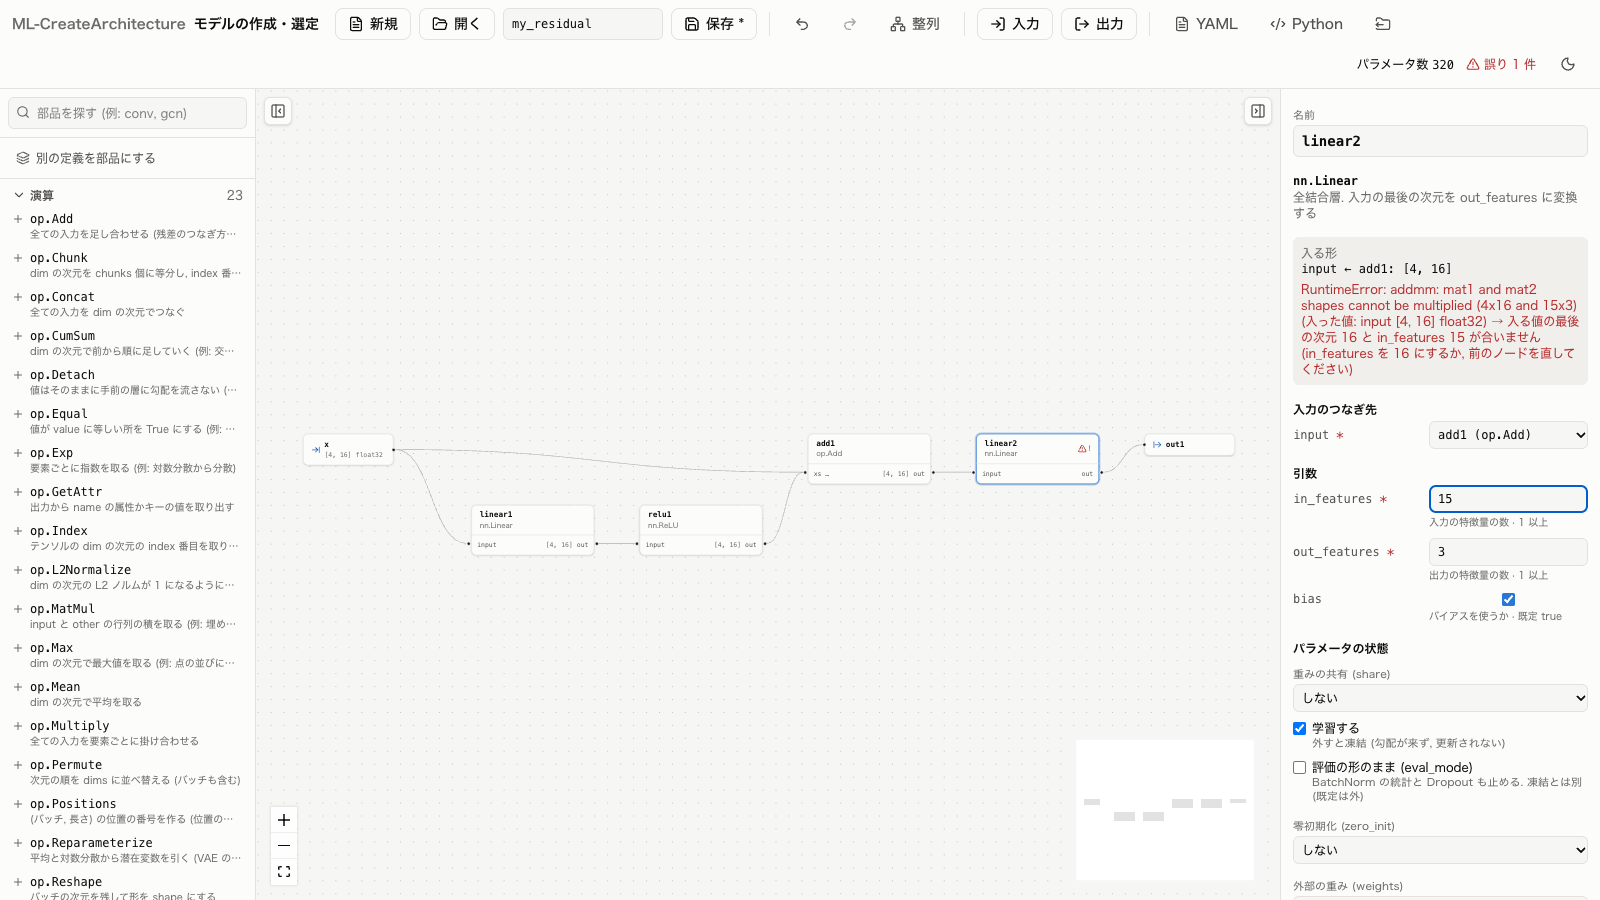 ML-CreateArchitecture モデルの作成・選定
新規
開く
my_residual
保存 *
整列
入力
出力
YAML
Python
パラメータ数 320
誤り 1 件
部品を探す (例: conv, gcn)
別の定義を部品にする
演算 23
op.Add
全ての入力を足し合わせる (残差のつなぎ方…
op.Chunk
dim の次元を chunks 個に等分し, index 番…
op.Concat
全ての入力を dim の次元でつなぐ
op.CumSum
dim の次元で前から順に足していく (例: 交…
op.Detach
値はそのままに手前の層に勾配を流さない (…
op.Equal
値が value に等しい所を True にする (例: …
op.Exp
要素ごとに指数を取る (例: 対数分散から分散)
op.GetAttr
出力から name の属性かキーの値を取り出す
op.Index
テンソルの dim の次元の index 番目を取り…
op.L2Normalize
dim の次元の L2 ノルムが 1 になるように…
op.MatMul
input と other の行列の積を取る (例: 埋め…
op.Max
dim の次元で最大値を取る (例: 点の並びに…
op.Mean
dim の次元で平均を取る
op.Multiply
全ての入力を要素ごとに掛け合わせる
op.Permute
次元の順を dims に並べ替える (バッチも含む)
op.Positions
(バッチ, 長さ) の位置の番号を作る (位置の…
op.Reparameterize
平均と対数分散から潜在変数を引く (VAE の…
op.Reshape
バッチの次元を残して形を shape にする
x
[4, 16] float32
linear1
nn.Linear
input [4, 16] out
relu1
nn.ReLU
input [4, 16] out
add1
op.Add
xs … [4, 16] out
linear2
nn.Linear
!
input out
out1
名前
linear2
nn.Linear
全結合層. 入力の最後の次元を out_features に変換
する
入る形
input ← add1: [4, 16]
RuntimeError: addmm: mat1 and mat2
shapes cannot be multiplied (4x16 and 15x3)
(入った値: input [4, 16] float32) → 入る値の最後
の次元 16 と in_features 15 が合いません
(in_features を 16 にするか, 前のノードを直して
ください)
入力のつなぎ先
input * add1 (op.Add)
引数
in_features * 15
入力の特徴量の数 · 1 以上
out_features * 3
出力の特徴量の数 · 1 以上
bias
バイアスを使うか · 既定 true
パラメータの状態
重みの共有 (share)
しない
学習する
外すと凍結 (勾配が来ず, 更新されない)
評価の形のまま (eval_mode)
BatchNorm の統計と Dropout も止める. 凍結とは別
(既定は外)
零初期化 (zero_init)
しない
外部の重み (weights)